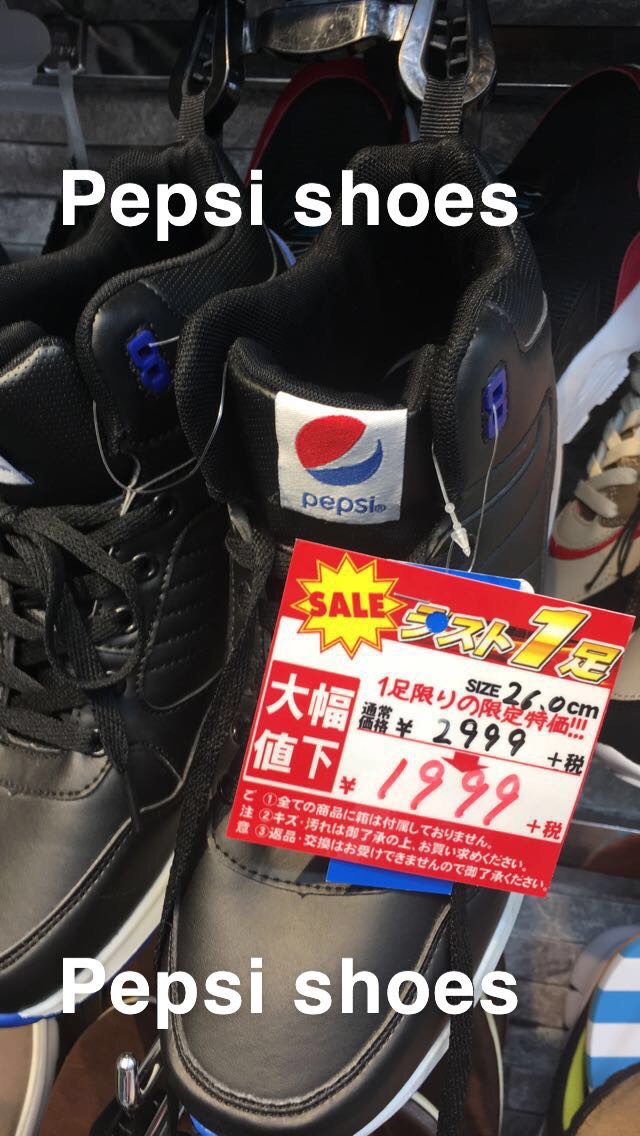 Pepsi shoes
pepsi®
SALE ラスト1足
SIZE 26.0cm
1足限りの限定特価!!!
大幅値下
通常価格 ¥ 2999 +税
¥ 1999 +税
ご注意
①全ての商品に箱は付属しておりません。
②キズ・汚れは御了承の上、お買い求めください。
③返品・交換はお受けできませんので御了承ください。
Pepsi shoes